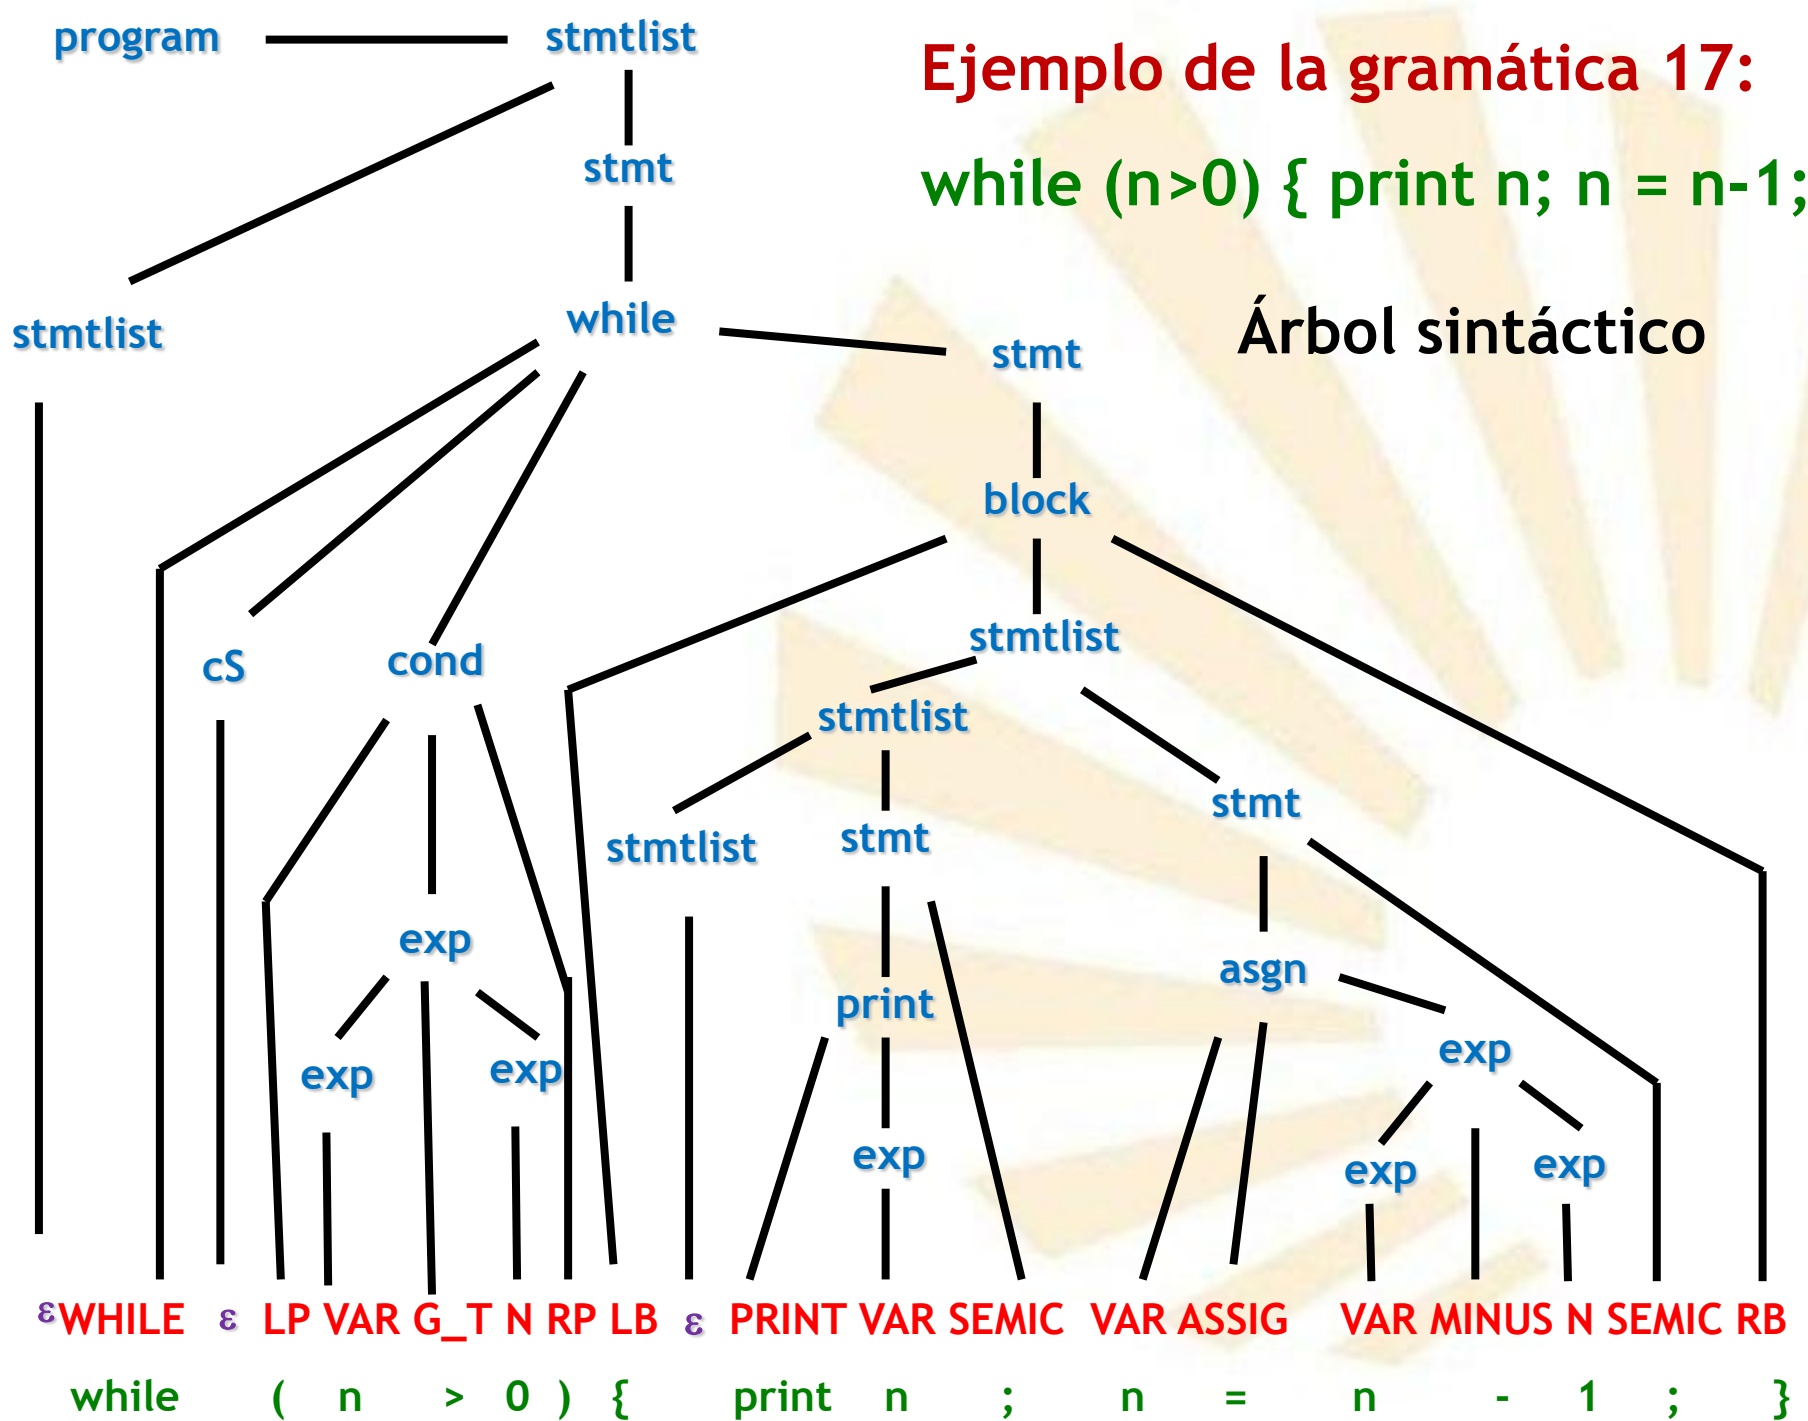 program stmtlist
Ejemplo de la gramática 17:
stmt
while (n>0) { print n; n = n-1;
stmtlist
while
stmt
Árbol sintáctico
block
cS
cond
stmtlist
stmtlist
stmtlist
stmt
stmt
exp
print
asgn
exp
exp
exp
exp
exp
exp
ε WHILE ε LP VAR G_T N RP LB ε PRINT VAR SEMIC VAR ASSIG VAR MINUS N SEMIC RB
while ( n > 0 ) { print n ; n = n - 1 ; }